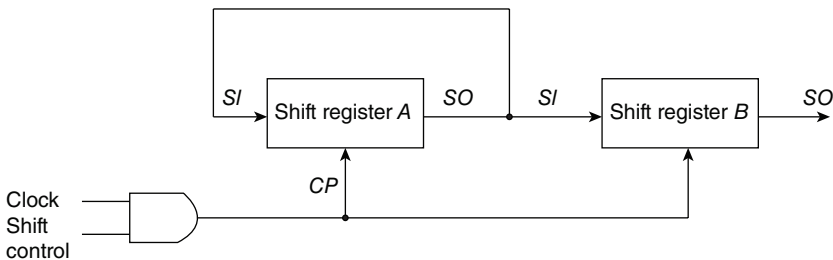 SI
Shift register A
SO
SI
Shift register B
SO
CP
Clock
Shift
control